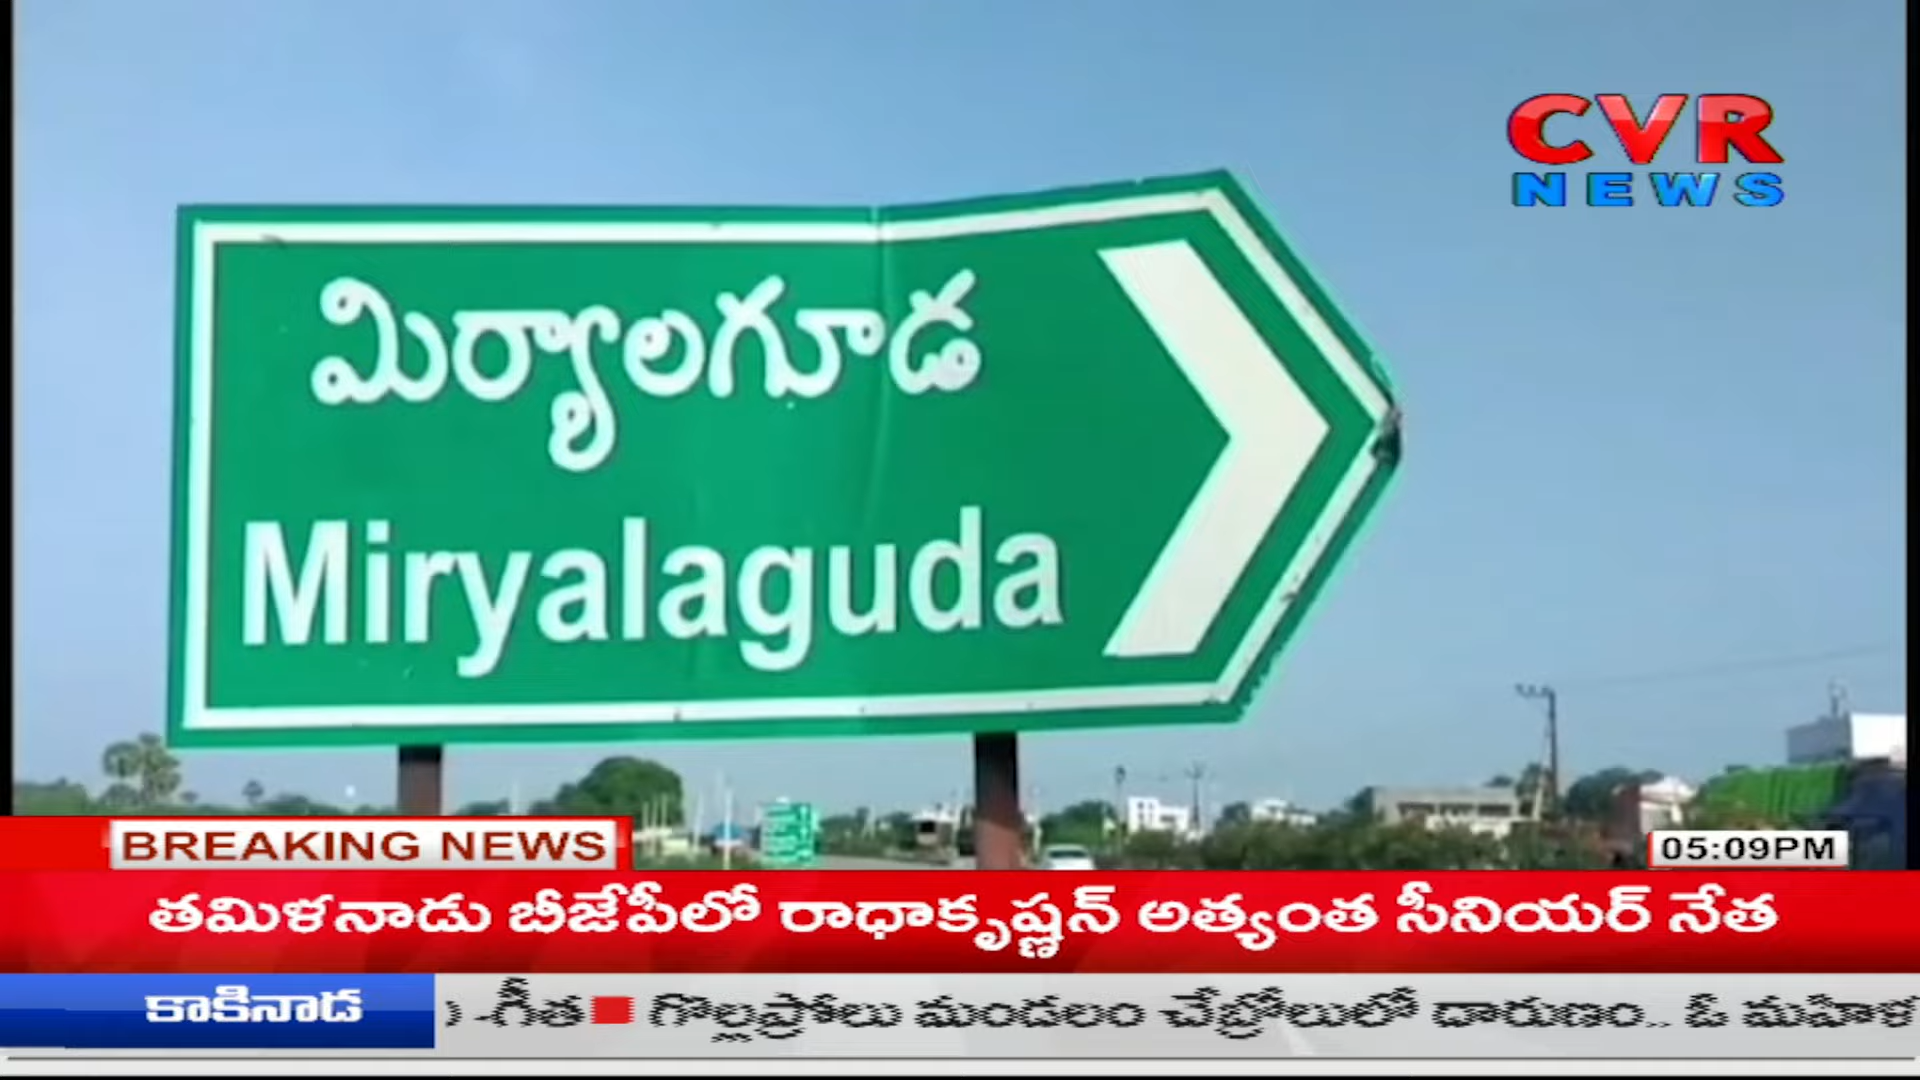 CVR
NEWS
మిర్యాలగూడ
Miryalaguda
BREAKING NEWS
05:09PM
తమిళనాడు బీజేపీలో రాధాకృష్ణన్ అత్యంత సీనియర్ నేత
కాకినాడ
-గీత ■ గొల్లప్రోలు మండలం చేబ్రోలులో దారుణం.. ఓ మహిళ